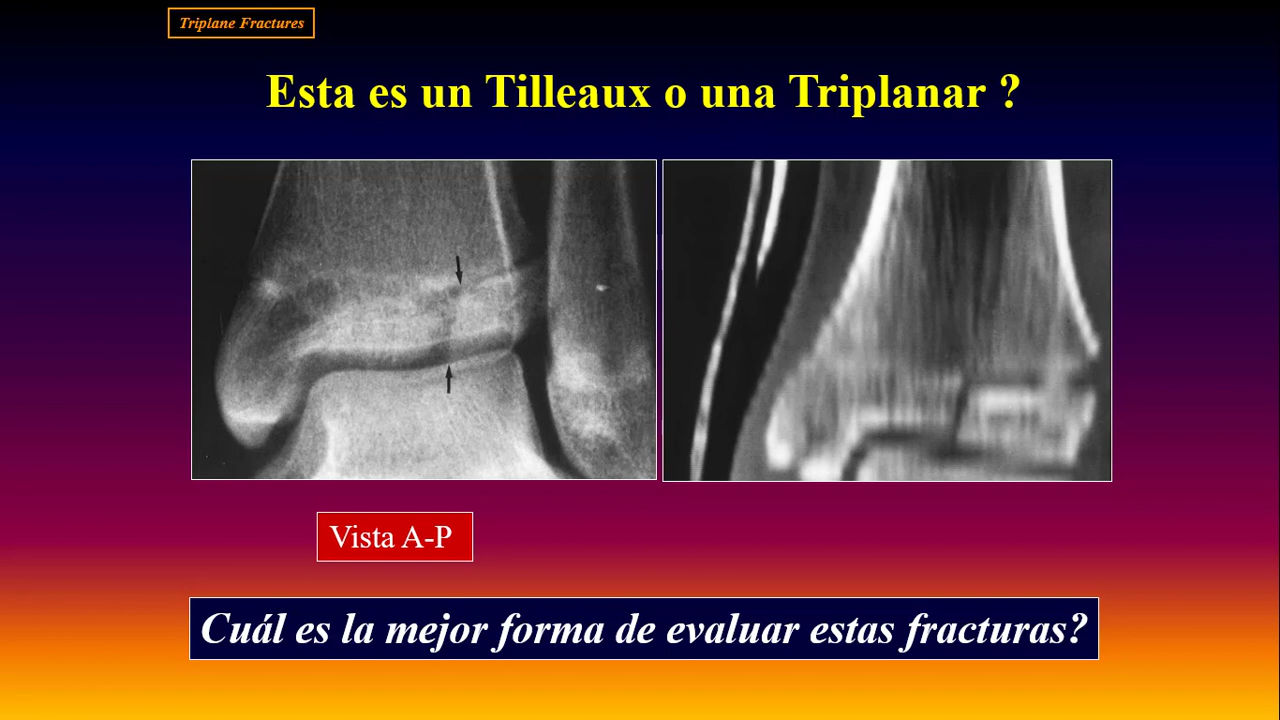 Triplane Fractures
Esta es un Tilleaux o una Triplanar ?
Vista A-P
Cuál es la mejor forma de evaluar estas fracturas?